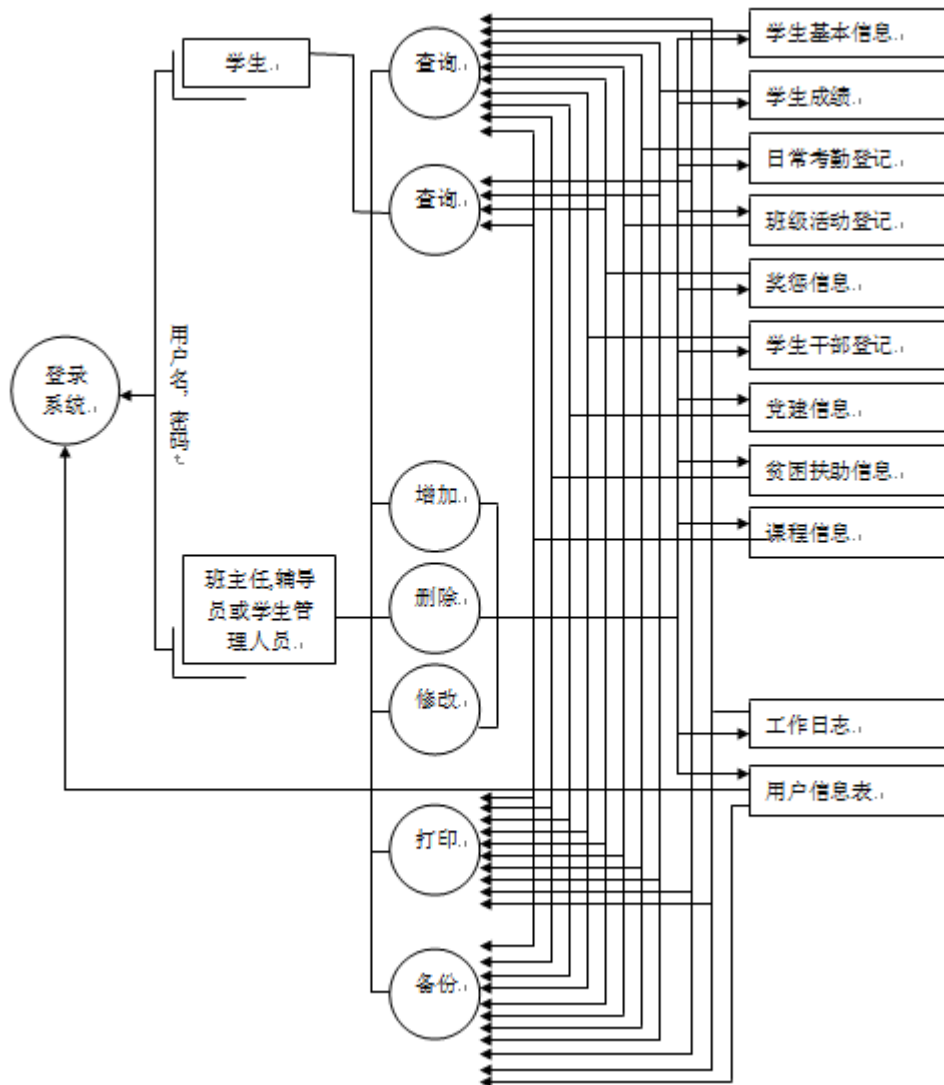 学生
查询
学生基本信息
学生成绩
日常考勤登记
查询
班级活动登记
奖惩信息
用户名，密码
学生干部登记
登录
系统
党建信息
贫困扶助信息
增加
课程信息
班主任,辅导
员或学生管
理人员
删除
修改
工作日志
用户信息表
打印
备份